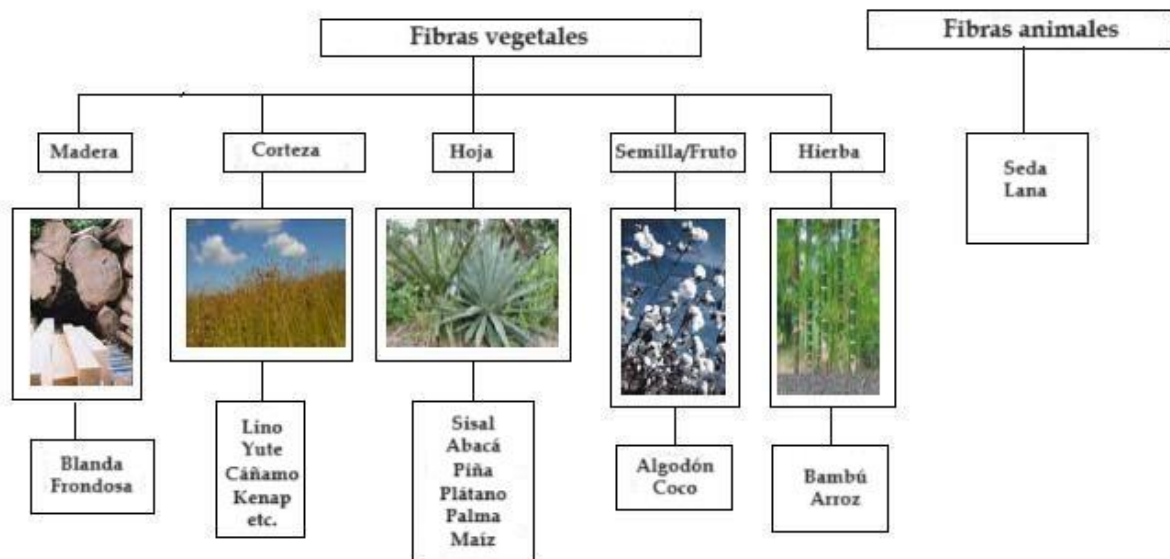 Fibras vegetales
Fibras animales
Madera
Corteza
Hoja
Semilla/Fruto
Hierba
Seda
Lana
Blanda
Frondosa
Lino
Yute
Cáñamo
Kenap
etc.
Sisal
Abacá
Piña
Plátano
Palma
Maíz
Algodón
Coco
Bambú
Arroz